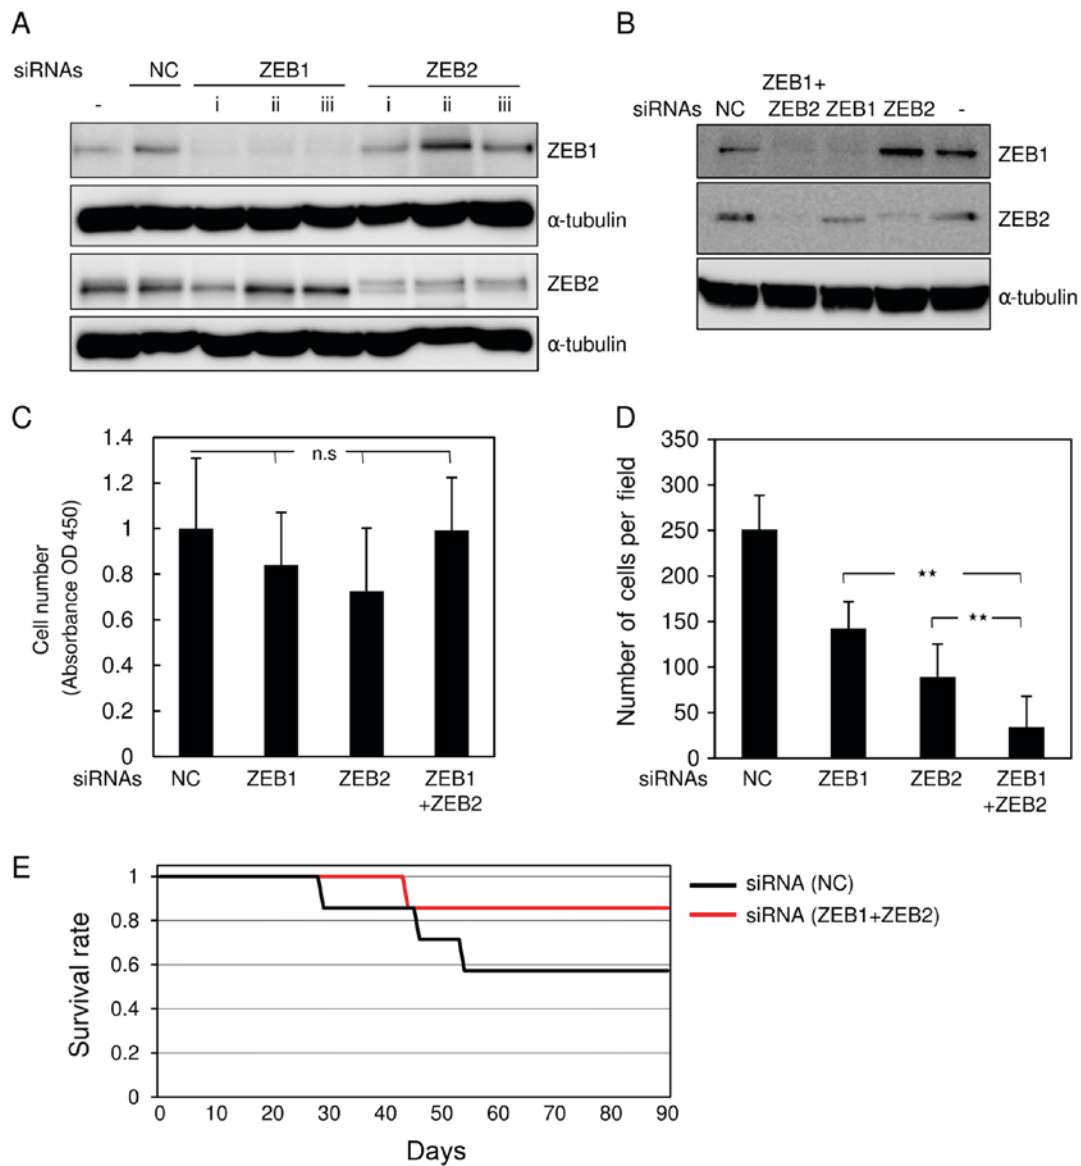 A
siRNAs NC ZEB1 ZEB2
- i ii iii i ii iii
ZEB1
α-tubulin
ZEB2
α-tubulin
B
ZEB1+
siRNAs NC ZEB2 ZEB1 ZEB2 -
ZEB1
ZEB2
α-tubulin
C
Cell number
(Absorbance OD 450)
1.4
1.2
1
0.8
0.6
0.4
0.2
0
n.s
siRNAs NC ZEB1 ZEB2 ZEB1
+ZEB2
D
Number of cells per field
350
300
250
200
150
100
50
0
★★
★★
siRNAs NC ZEB1 ZEB2 ZEB1
+ZEB2
E
Survival rate
1
0.8
0.6
0.4
0.2
0
0 10 20 30 40 50 60 70 80 90
Days
siRNA (NC)
siRNA (ZEB1+ZEB2)